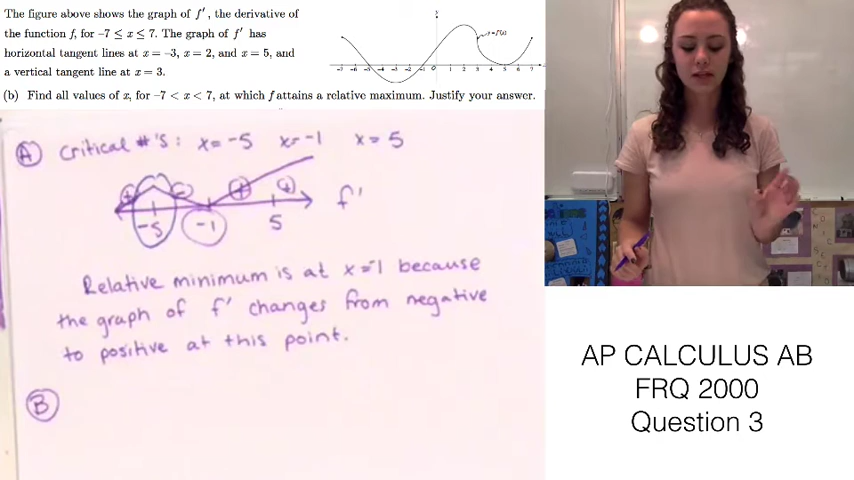 The figure above shows the graph of f′, the derivative of
the function f, for −7 ≤ x ≤ 7. The graph of f′ has
horizontal tangent lines at x = −3, x = 2, and x = 5, and
a vertical tangent line at x = 3.
(b) Find all values of x, for −7 < x < 7, at which f attains a relative maximum. Justify your answer.
A Critical #'s: x=-5 x=-1 x=5
+ - + +
f'
-5 -1 5
Relative minimum is at x=-1 because
the graph of f' changes from negative
to positive at this point.
B
AP CALCULUS AB
FRQ 2000
Question 3